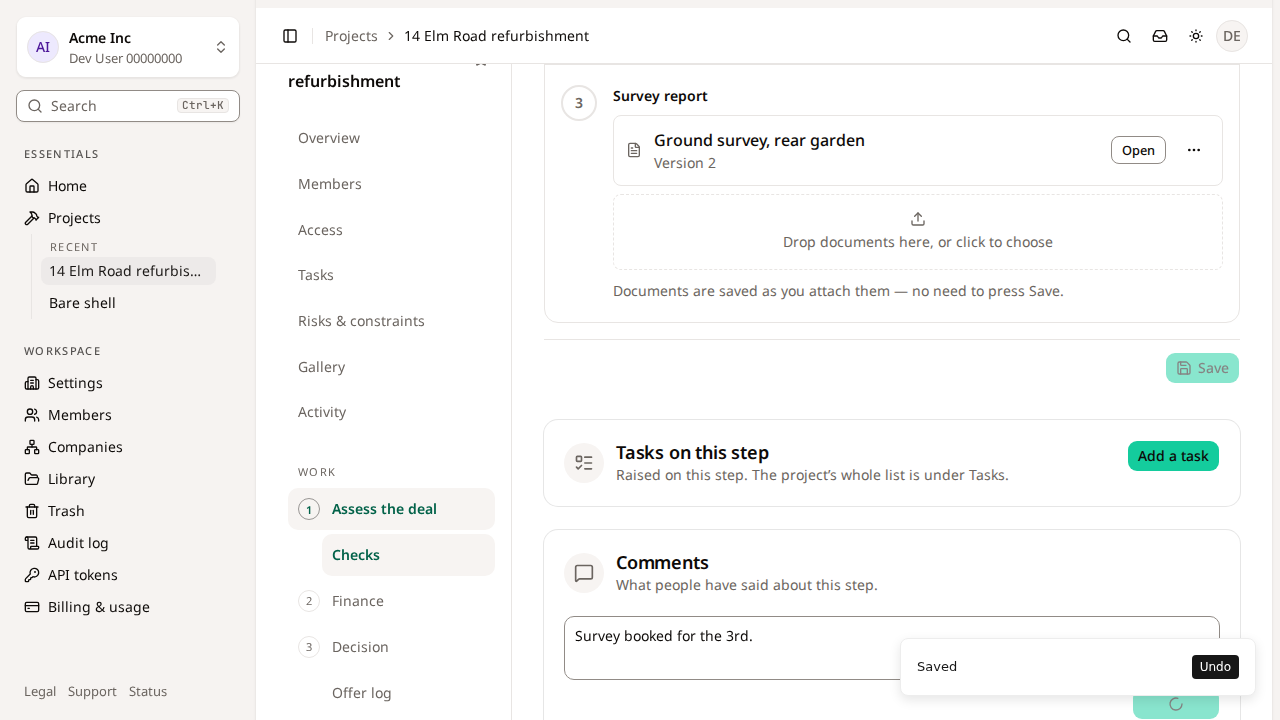 AI
Acme Inc
Dev User 00000000
Search
Ctrl+K
ESSENTIALS
Home
Projects
RECENT
14 Elm Road refurbis...
Bare shell
WORKSPACE
Settings
Members
Companies
Library
Trash
Audit log
API tokens
Billing & usage
Legal Support Status
Projects
14 Elm Road refurbishment
DE
refurbishment
Overview
Members
Access
Tasks
Risks & constraints
Gallery
Activity
WORK
1 Assess the deal
Checks
2 Finance
3 Decision
Offer log
3 Survey report
Ground survey, rear garden
Version 2
Open
Drop documents here, or click to choose
Documents are saved as you attach them — no need to press Save.
Save
Tasks on this step
Raised on this step. The project’s whole list is under Tasks.
Add a task
Comments
What people have said about this step.
Survey booked for the 3rd.
Saved
Undo